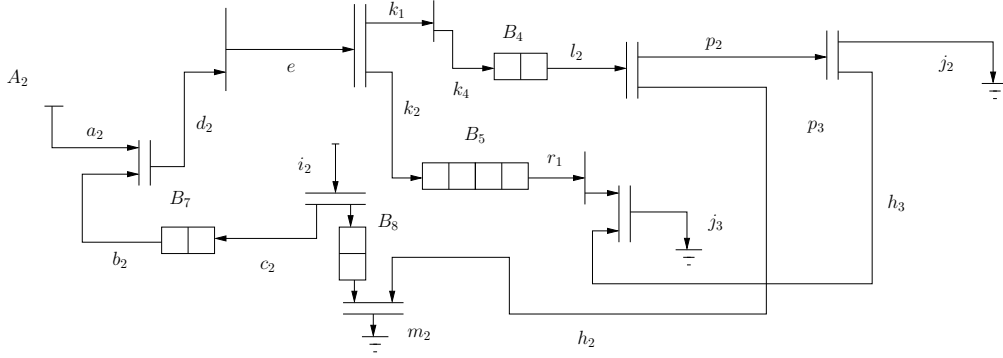 k₁
B₄
p₂
j₂
A₂
e
l₂
k₄
a₂
d₂
k₂
p₃
B₅
i₂
r₁
B₇
h₃
B₈
j₃
b₂
c₂
m₂
h₂